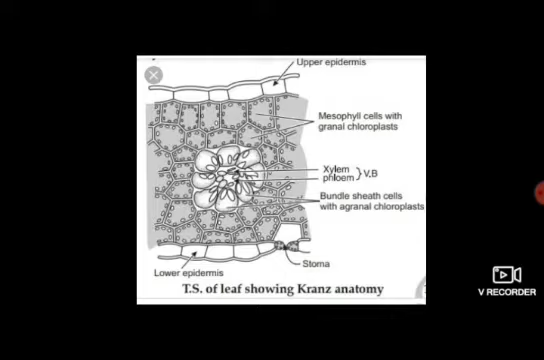 Upper epidermis
Mesophyll cells with
granal chloroplasts
Xylem
phloem
V.B
Bundle sheath cells
with agranal chloroplasts
Stoma
Lower epidermis
T.S. of leaf showing Kranz anatomy
V RECORDER